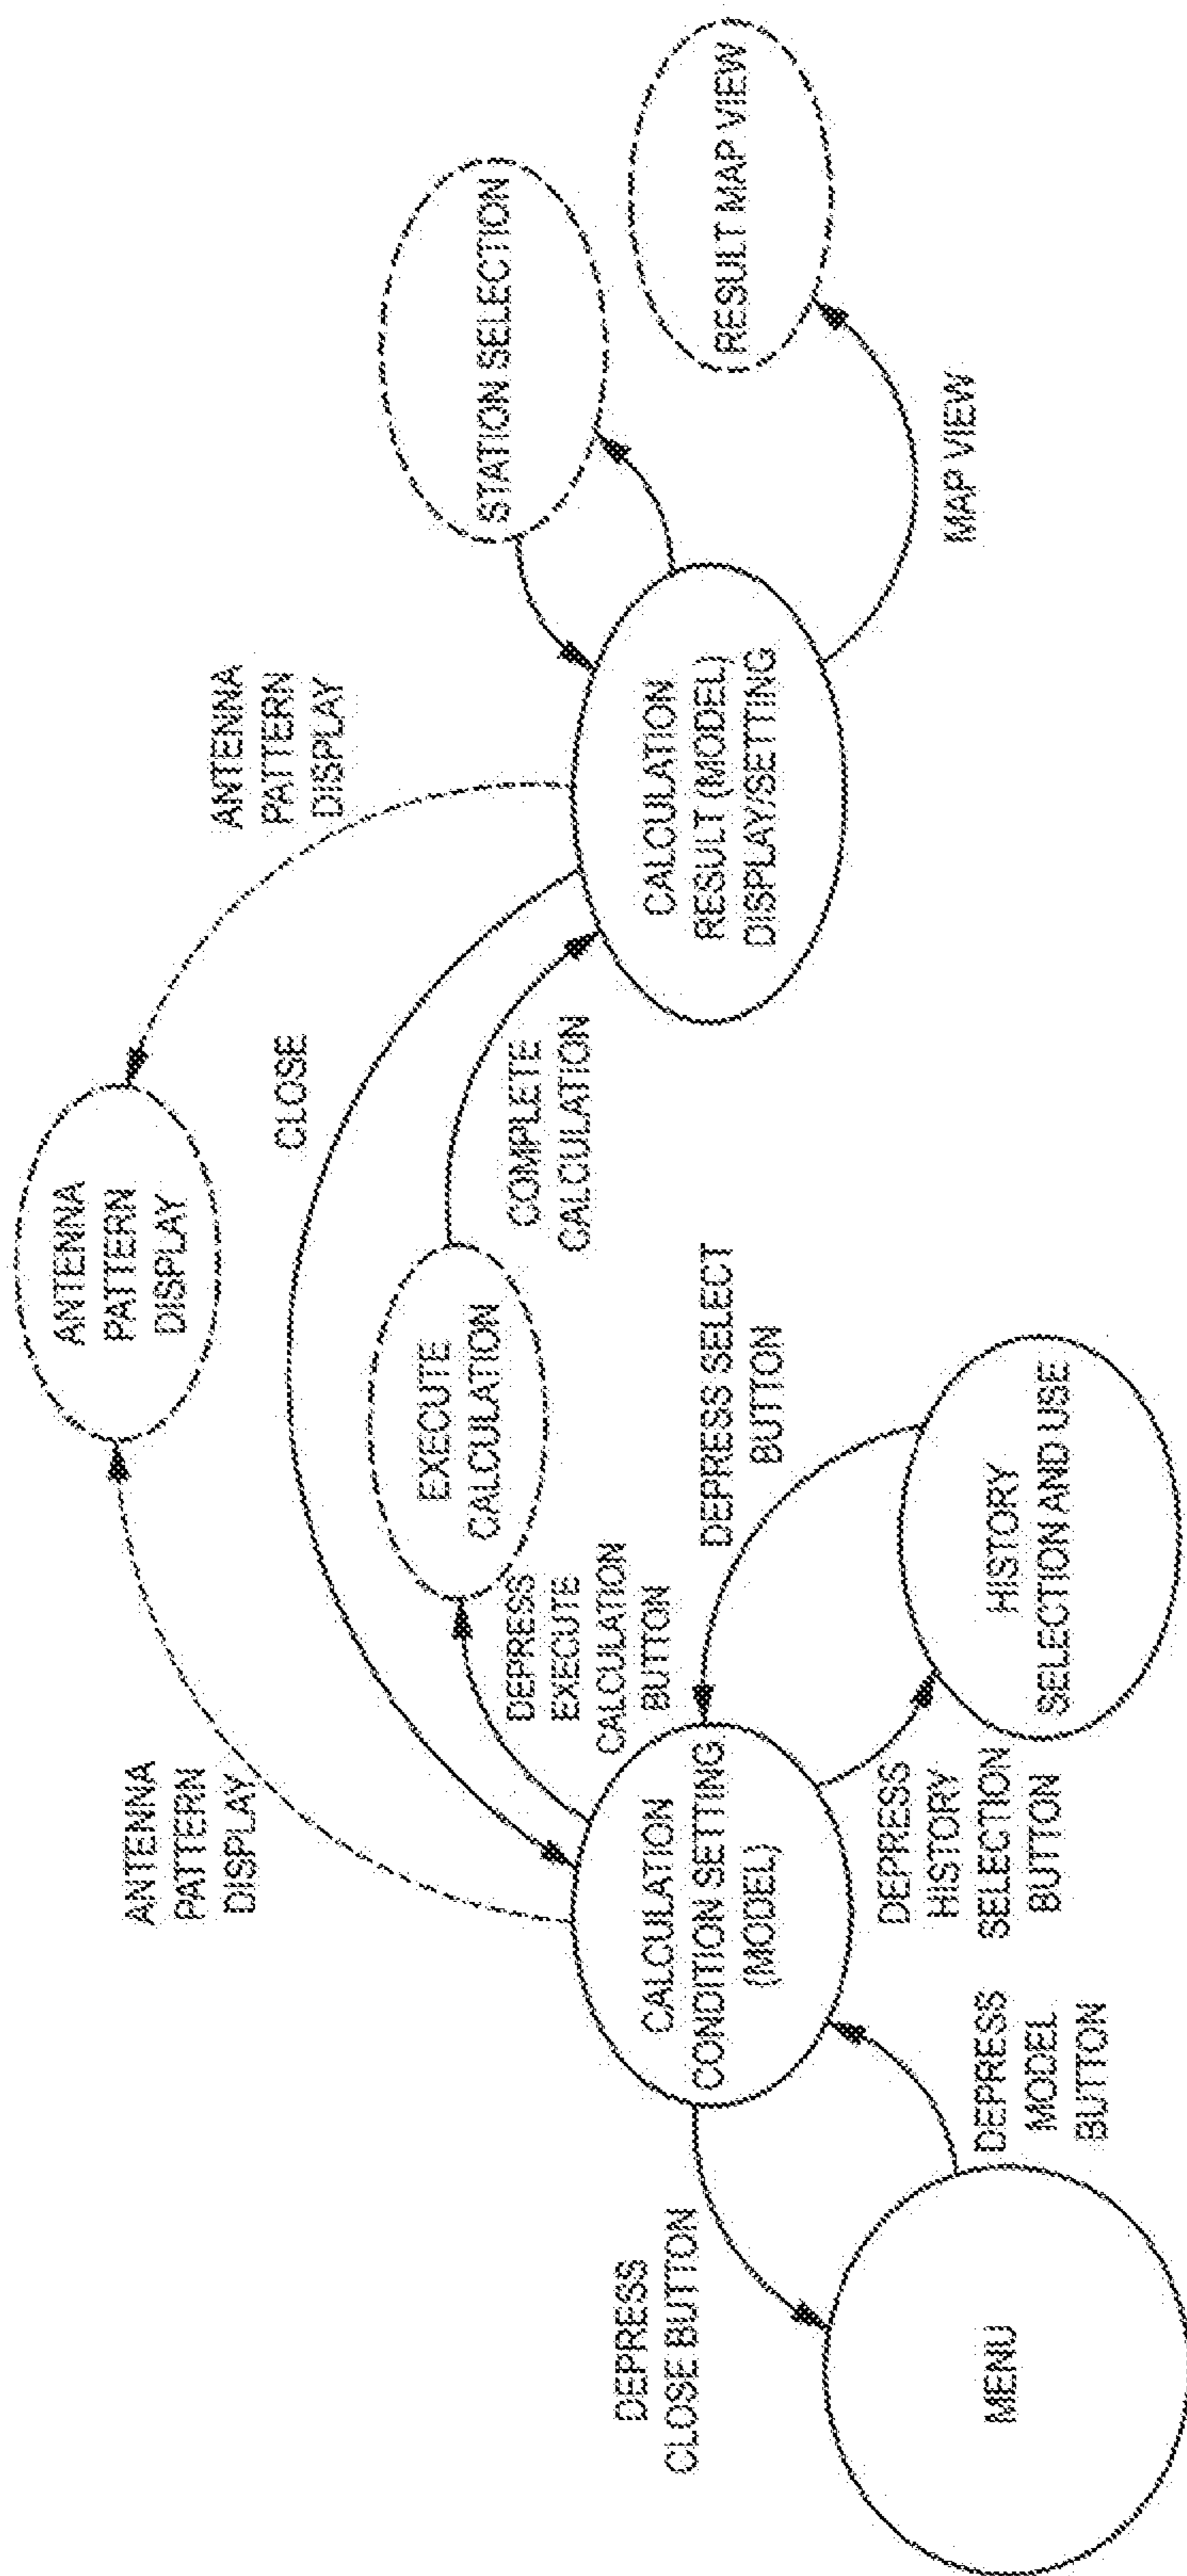 ANTENNA
PATTERN
DISPLAY
ANTENNA
PATTERN
DISPLAY
ANTENNA
PATTERN
DISPLAY
CLOSE
EXECUTE
CALCULATION
COMPLETE
CALCULATION
DEPRESS
EXECUTE
CALCULATION
BUTTON
STATION SELECTION
RESULT MAP VIEW
MAP VIEW
CALCULATION
RESULT (MODEL)
DISPLAY/SETTING
CALCULATION
CONDITION SETTING
(MODEL)
DEPRESS SELECT
BUTTON
HISTORY
SELECTION AND USE
DEPRESS
HISTORY
SELECTION
BUTTON
DEPRESS
CLOSE BUTTON
DEPRESS
MODEL
BUTTON
MENU